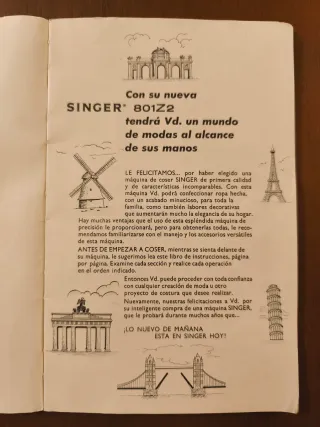 Con su nueva
SINGER* 801Z2
tendrá Vd. un mundo
de modas al alcance
de sus manos
LE FELICITAMOS... por haber elegido una
máquina de coser SINGER de primera calidad
y de características incomparables. Con esta
máquina Vd. podrá confeccionar ropa hecha,
con un acabado minucioso, para toda la
familia, como también labores decorativas
que aumentarán mucho la elegancia de su hogar.
Hay muchas ventajas que el uso de esta espléndida máquina de
precisión le proporcionará, pero para obtenerlas todas, le re-
comendamos familiarizarse con el manejo y los accesorios versátiles
de esta máquina.
ANTES DE EMPEZAR A COSER, mientras se sienta delante de
su máquina, le sugerimos lea este libro de instrucciones, página
por página. Examine cada sección y realice cada operación
en el orden indicado.
Entonces Vd. puede proceder con toda confianza
con cualquier creación de moda u otro
proyecto de costura que desee realizar.
Nuevamente, nuestras felicitaciones a Vd. por
su inteligente compra de una máquina SINGER,
que le probará durante muchos años que...
¡LO NUEVO DE MAÑANA
ESTA EN SINGER HOY!